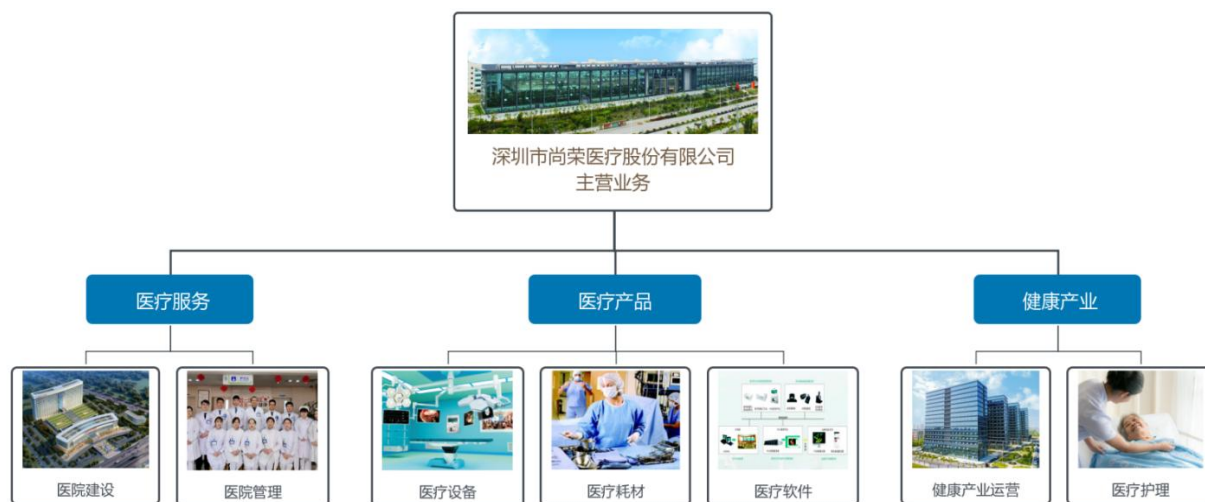 深圳市尚荣医疗股份有限公司
主营业务
医疗服务
医疗产品
健康产业
医院建设
医院管理
医疗设备
医疗耗材
医疗软件
健康产业运营
医疗护理